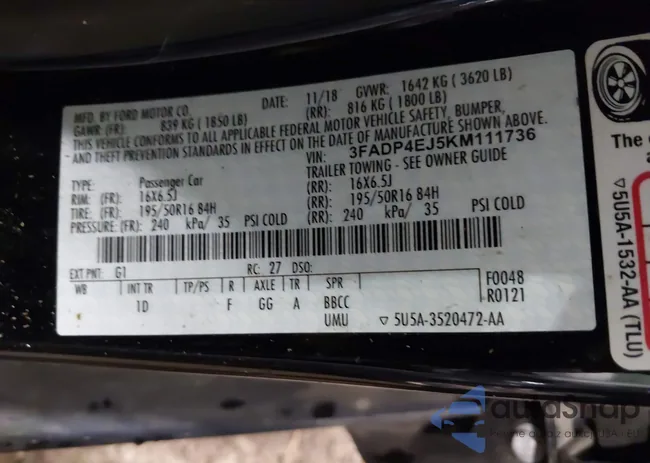 MFD. BY FORD MOTOR CO.
DATE: 11/18 GVWR: 1642 KG ( 3620 LB)
GAWR: (FR): 839 KG ( 1850 LB) (RR): 816 KG ( 1800 LB)
THIS VEHICLE CONFORMS TO ALL APPLICABLE FEDERAL MOTOR VEHICLE SAFETY, BUMPER,
AND THEFT PREVENTION STANDARDS IN EFFECT ON THE DATE OF MANUFACTURE SHOWN ABOVE.
VIN: 3FADP4EJ5KM111736
TYPE: Passenger Car TRAILER TOWING - SEE OWNER GUIDE
RIM: (FR): 16X6.5J (RR): 16X6.5J
TIRE: (FR): 195/50R16 84H (RR): 195/50R16 84H
PRESSURE: (FR): 240 kPa/ 35 PSI COLD (RR): 240 kPa/ 35 PSI COLD
EXT PNT: G1 RC: 27 DSO:
WB INT TR TP/PS R AXLE TR SPR F0048
1D F GG A BBCC R0121
UMU ▽ 5U5A-3520472-AA
The
▽5U5A-1532-AA (TLU)
autoSnap